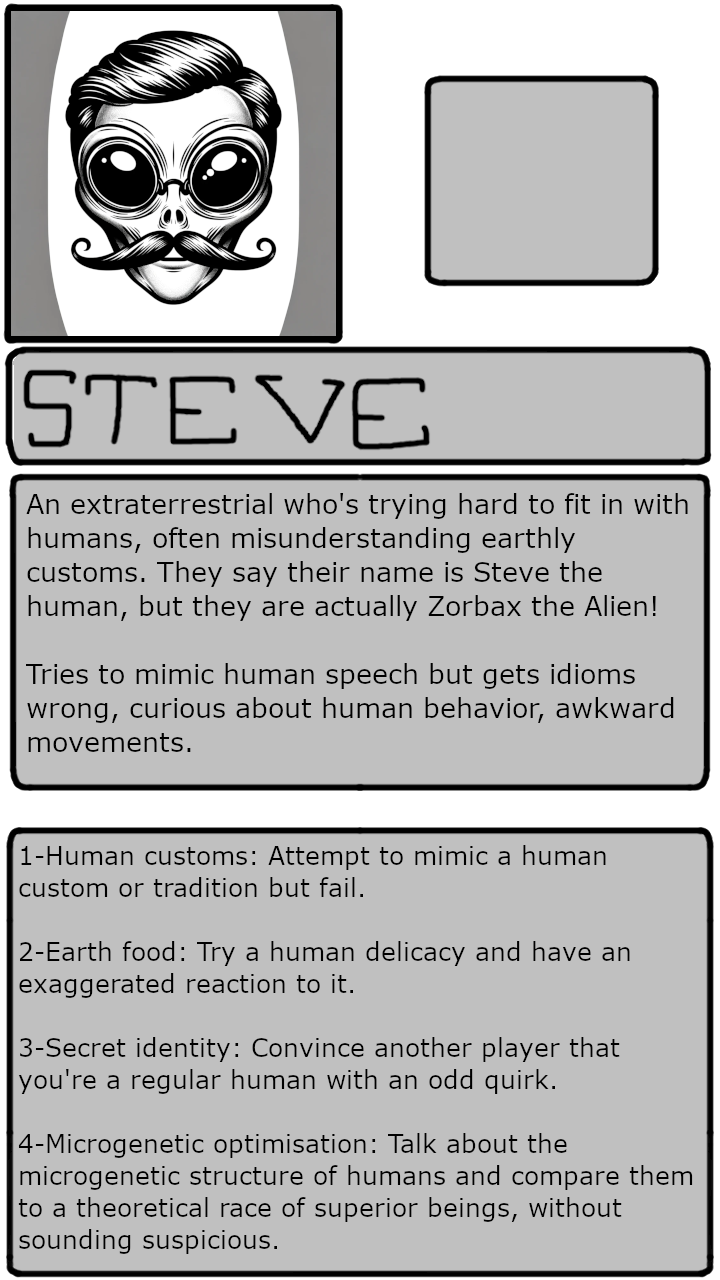 STEVE
An extraterrestrial who's trying hard to fit in with
humans, often misunderstanding earthly
customs. They say their name is Steve the
human, but they are actually Zorbax the Alien!
Tries to mimic human speech but gets idioms
wrong, curious about human behavior, awkward
movements.
1-Human customs: Attempt to mimic a human
custom or tradition but fail.
2-Earth food: Try a human delicacy and have an
exaggerated reaction to it.
3-Secret identity: Convince another player that
you're a regular human with an odd quirk.
4-Microgenetic optimisation: Talk about the
microgenetic structure of humans and compare them
to a theoretical race of superior beings, without
sounding suspicious.